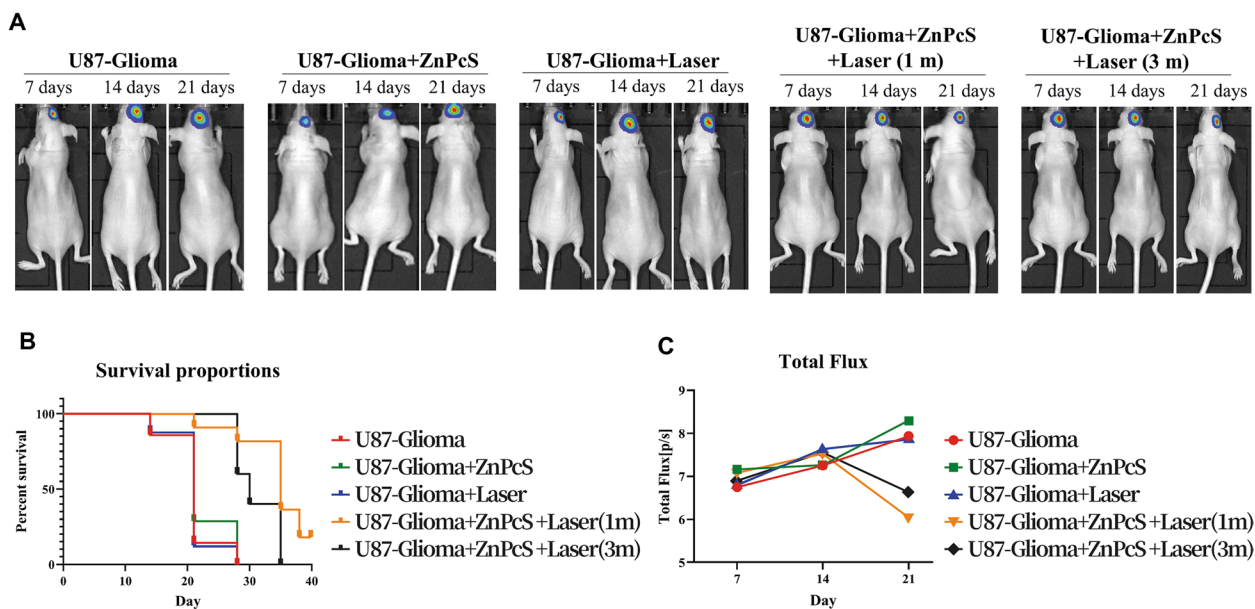 A
U87-Glioma
7 days 14 days 21 days
U87-Glioma+ZnPcS
7 days 14 days 21 days
U87-Glioma+Laser
7 days 14 days 21 days
U87-Glioma+ZnPcS
+Laser (1 m)
7 days 14 days 21 days
U87-Glioma+ZnPcS
+Laser (3 m)
7 days 14 days 21 days
B
Survival proportions
Percent survival
100
50
0
0 10 20 30 40
Day
U87-Glioma
U87-Glioma+ZnPcS
U87-Glioma+Laser
U87-Glioma+ZnPcS +Laser(1m)
U87-Glioma+ZnPcS +Laser(3m)
C
Total Flux
Total Flux[p/s]
9
8
7
6
5
7 14 21
Day
U87-Glioma
U87-Glioma+ZnPcS
U87-Glioma+Laser
U87-Glioma+ZnPcS +Laser(1m)
U87-Glioma+ZnPcS +Laser(3m)